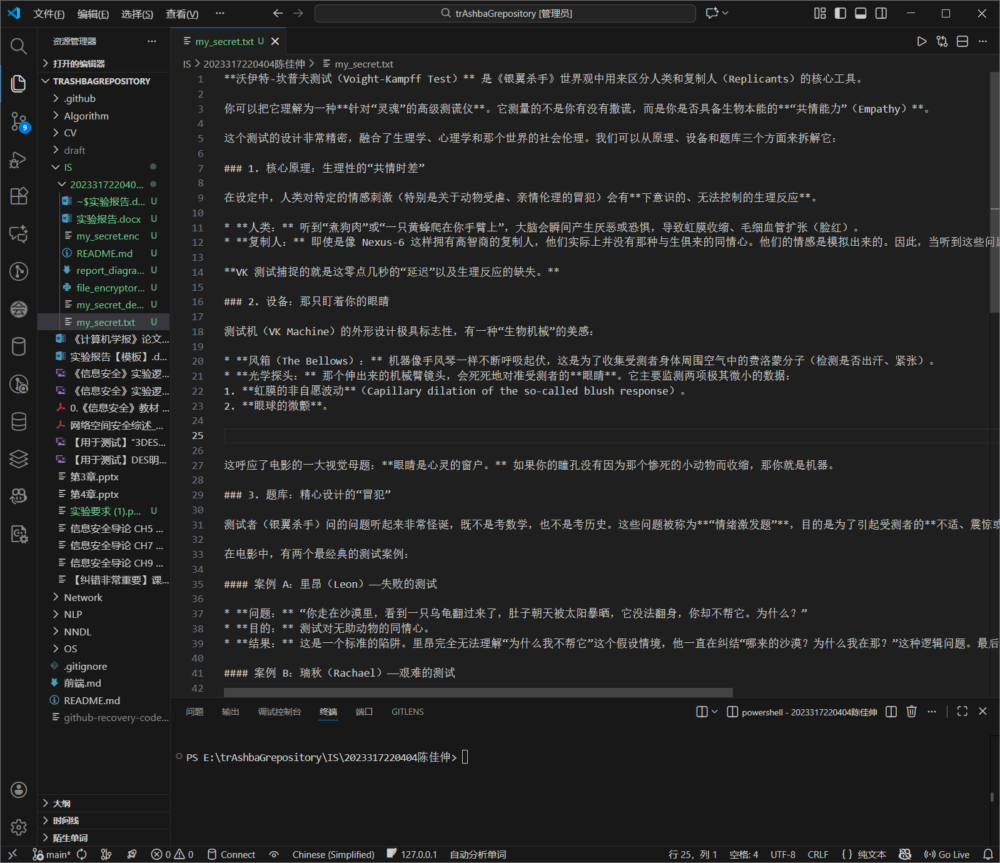 文件(F) 编辑(E) 选择(S) 查看(V) ··· trAshbaGrepository [管理员]
资源管理器 ···
打开的编辑器
TRASHBAGREPOSITORY
.github
Algorithm
CV
draft
IS
202331722040...
~$实验报告.d... U
实验报告.docx U
my_secret.enc U
README.md U
report_diagra... U
file_encryptor... U
my_secret_de... U
my_secret.txt U
《计算机学报》论文...
实验报告【模板】.d...
《信息安全》实验逻...
《信息安全》实验逻...
0.《信息安全》教材 ...
网络空间安全综述_...
【用于测试】“3DES...
【用于测试】DES明...
第3章.pptx
第4章.pptx
实验要求 (1).p... U
信息安全导论 CH5 ...
信息安全导论 CH7 ...
信息安全导论 CH9 ...
【纠错非常重要】课...
Network
NLP
NNDL
OS
.gitignore
前端.md
README.md
github-recovery-code...
大纲
时间线
陌生单词
9
my_secret.txt U
IS > 2023317220404陈佳伸 > my_secret.txt
1 **沃伊特-坎普夫测试（Voight-Kampff Test）** 是《银翼杀手》世界观中用来区分人类和复制人（Replicants）的核心工具。
2
3 你可以把它理解为一种**针对“灵魂”的高级测谎仪**。它测量的不是你有没有撒谎，而是你是否具备生物本能的**“共情能力”（Empathy）**。
4
5 这个测试的设计非常精密，融合了生理学、心理学和那个世界的社会伦理。我们可以从原理、设备和题库三个方面来拆解它：
6
7 ### 1. 核心原理：生理性的“共情时差”
8
9 在设定中，人类对特定的情感刺激（特别是关于动物受虐、亲情伦理的冒犯）会有**下意识的、无法控制的生理反应**。
10
11 * **人类：** 听到“煮狗肉”或“一只黄蜂爬在你手臂上”，大脑会瞬间产生厌恶或恐惧，导致虹膜收缩、毛细血管扩张（脸红）。
12 * **复制人：** 即使是像 Nexus-6 这样拥有高智商的复制人，他们实际上并没有那种与生俱来的同情心。他们的情感是模拟出来的。因此，当听到这些问题
13
14 **VK 测试捕捉的就是这零点几秒的“延迟”以及生理反应的缺失。**
15
16 ### 2. 设备：那只盯着你的眼睛
17
18 测试机（VK Machine）的外形设计极具标志性，有一种“生物机械”的美感：
19
20 * **风箱（The Bellows）：** 机器像手风琴一样不断呼吸起伏，这是为了收集受测者身体周围空气中的费洛蒙分子（检测是否出汗、紧张）。
21 * **光学探头：** 那个伸出来的机械臂镜头，会死死地对准受测者的**眼睛**。它主要监测两项极其微小的数据：
22 1. **虹膜的非自愿波动**（Capillary dilation of the so-called blush response）。
23 2. **眼球的微颤**。
24
25
26
27 这呼应了电影的一大视觉母题：**眼睛是心灵的窗户。** 如果你的瞳孔没有因为那个惨死的小动物而收缩，那你就是机器。
28
29 ### 3. 题库：精心设计的“冒犯”
30
31 测试者（银翼杀手）问的问题听起来非常怪诞，既不是考数学，也不是考历史。这些问题被称为**“情绪激发题”**，目的是为了引起受测者的**不适、震惊或
32
33 在电影中，有两个最经典的测试案例：
34
35 #### 案例 A：里昂（Leon）——失败的测试
36
37 * **问题：** “你走在沙漠里，看到一只乌龟翻过来了，肚子朝天被太阳暴晒，它没法翻身，你却不帮它。为什么？”
38 * **目的：** 测试对无助动物的同情心。
39 * **结果：** 这是一个标准的陷阱。里昂完全无法理解“为什么我不帮它”这个假设情境，他一直在纠结“哪来的沙漠？为什么我在那？”这种逻辑问题。最后
40
41 #### 案例 B：瑞秋（Rachael）——艰难的测试
42
问题 输出 调试控制台 终端 端口 GITLENS powershell - 2023317220404陈佳伸 ···
PS E:\trAshbaGrepository\IS\2023317220404陈佳伸>
main* 0 0 Connect Chinese (Simplified) 127.0.0.1 自动分析单词 行 25，列 1 空格: 4 UTF-8 CRLF {} 纯文本 Go Live